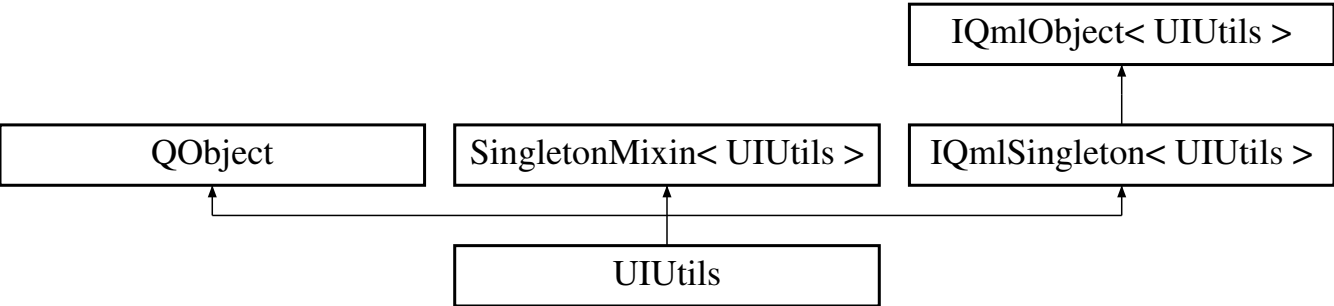 IQmlObject< UIUtils >
QObject
SingletonMixin< UIUtils >
IQmlSingleton< UIUtils >
UIUtils